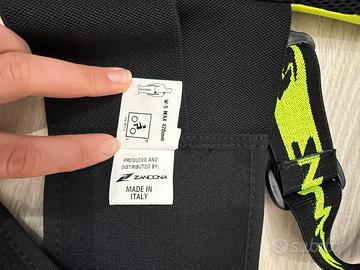 W-S MAX 420mm
PRODUCED AND
DISTRIBUTED BY:
ZANDONA
MADE IN
ITALY
subito